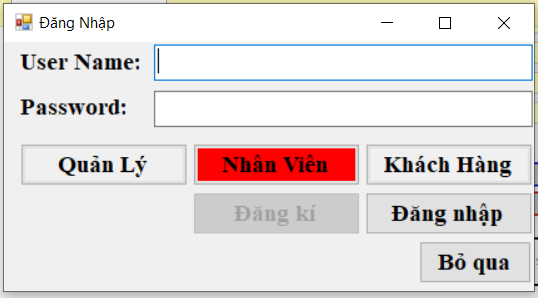 Đăng Nhập
User Name:
Password:
Quản Lý Nhân Viên Khách Hàng
Đăng kí Đăng nhập
Bỏ qua